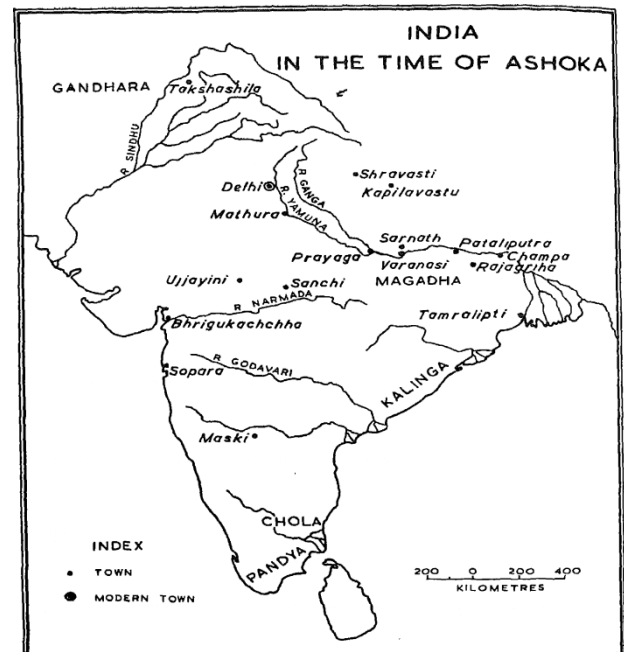 INDIA
IN THE TIME OF ASHOKA
GANDHARA
Takshashila
R. SINDHU
Shravasti
Kapilavostu
Delhi
R. GANGA
R. YAMUNA
Mathura
Sarnath
Pataliputra
Prayaga
Varanasi
Champa
Rajagriha
MAGADHA
Ujjayini
Sanchi
R. NARMADA
Bhrigukachchha
Tamralipti
R. GODAVARI
Sopara
KALINGA
Maski
CHOLA
PANDYA
INDEX
TOWN
MODERN TOWN
200 0 200 400
KILOMETRES